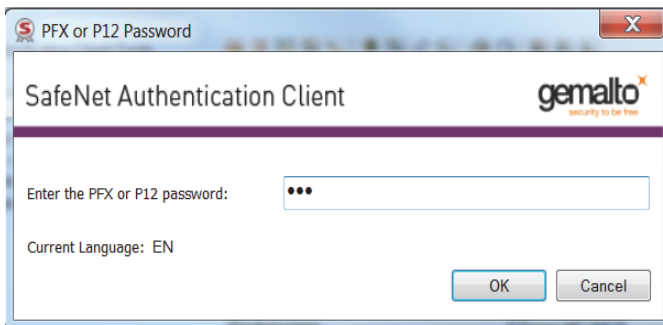 PFX or P12 Password
SafeNet Authentication Client
gemalto
security to be free
Enter the PFX or P12 password:
•••
Current Language: EN
OK
Cancel